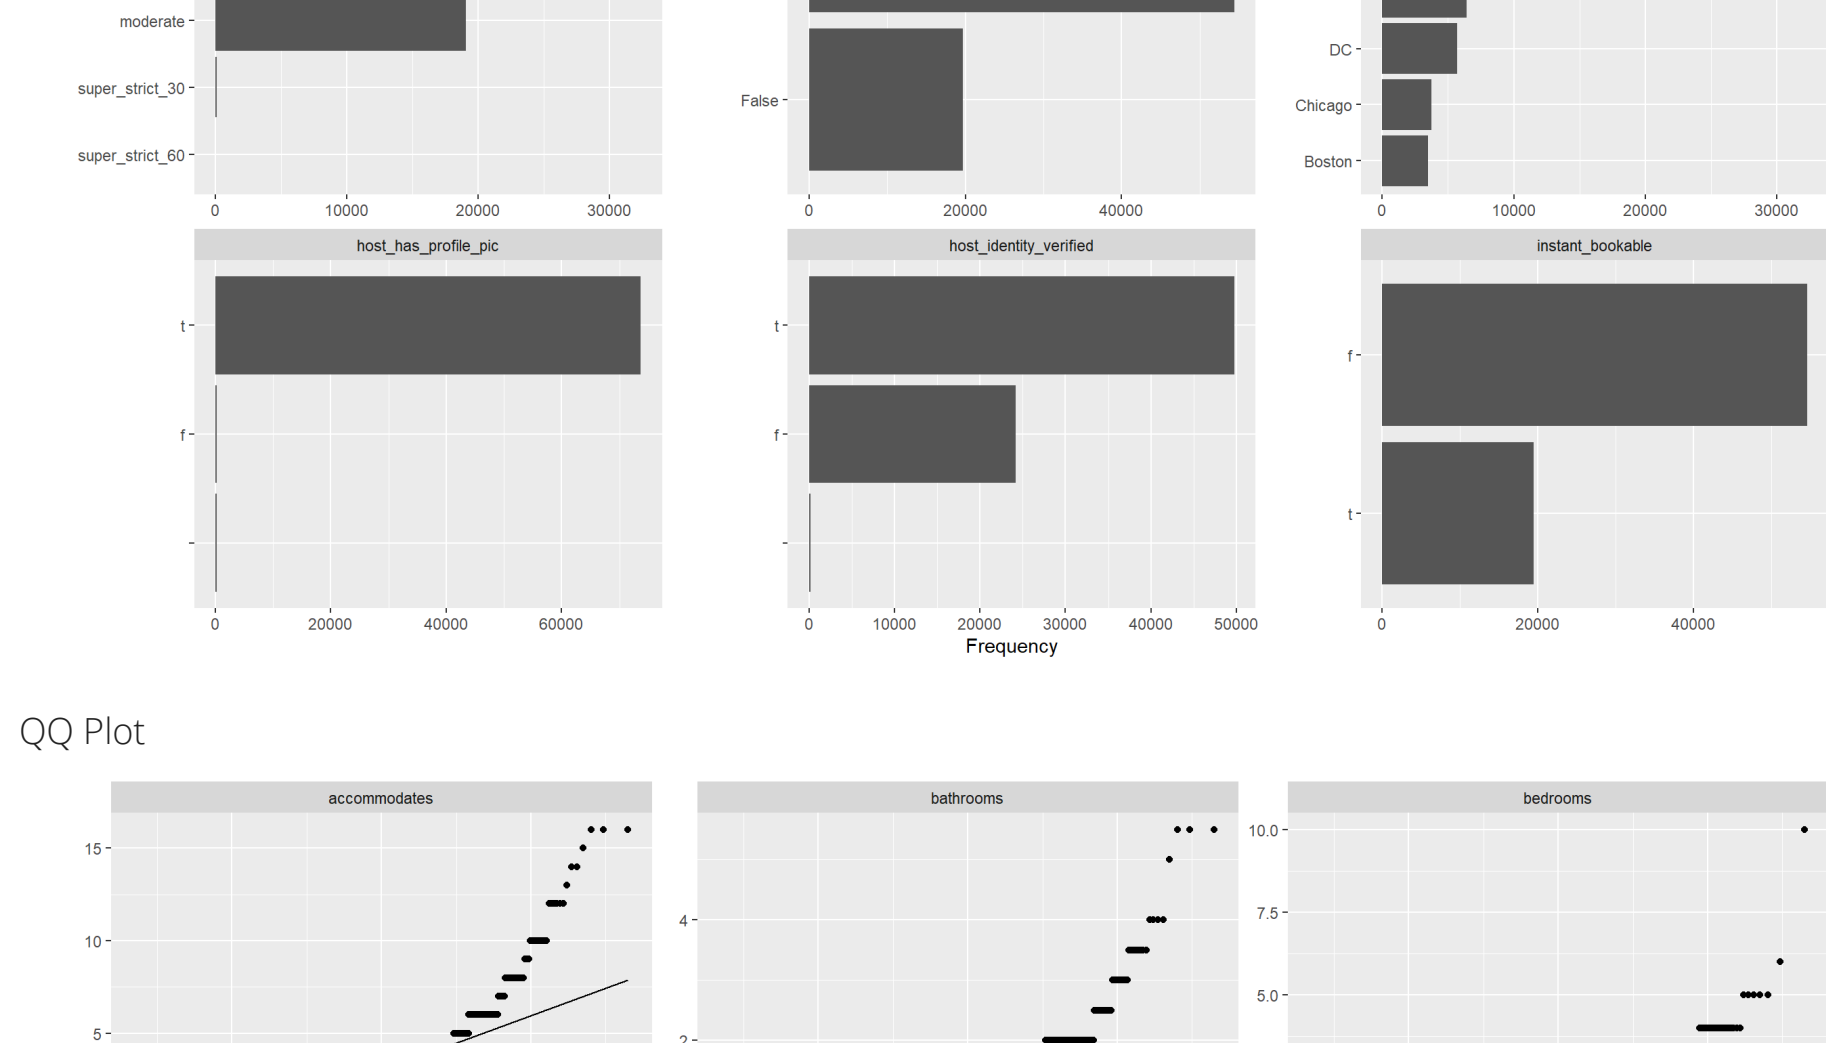 moderate
super_strict_30
super_strict_60
0 10000 20000 30000
False
0 20000 40000
DC
Chicago
Boston
0 10000 20000 30000
host_has_profile_pic
t
f
0 20000 40000 60000
host_identity_verified
t
f
0 10000 20000 30000 40000 50000
instant_bookable
f
t
0 20000 40000
Frequency
QQ Plot
accommodates
15
10
5
bathrooms
4
2
bedrooms
10.0
7.5
5.0